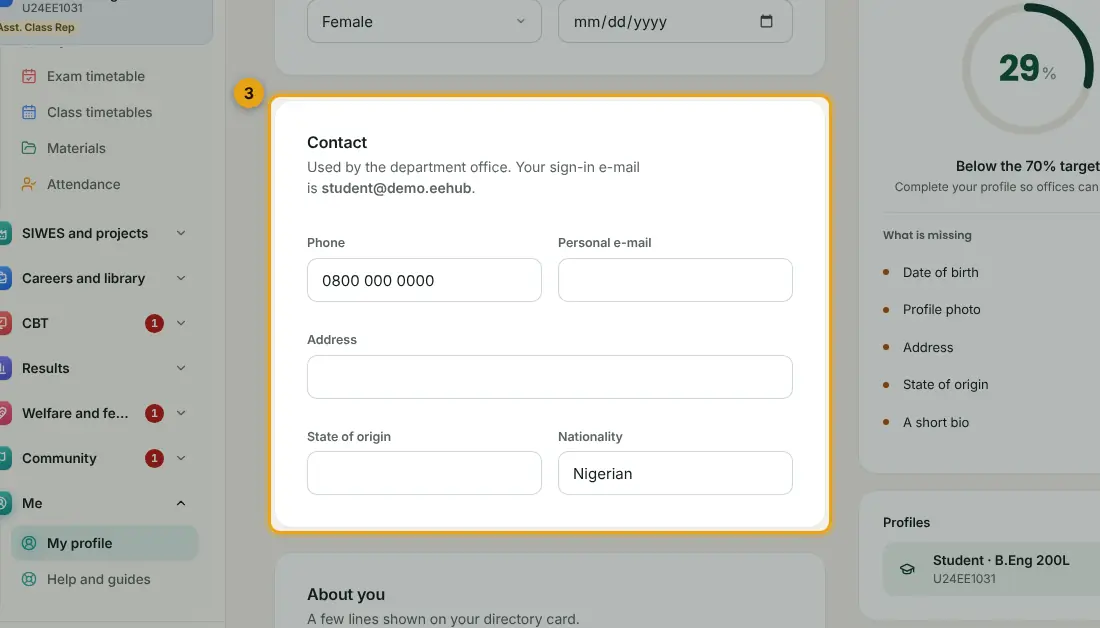 U24EE1031
Asst. Class Rep
Exam timetable
Class timetables
Materials
Attendance
SIWES and projects
Careers and library
CBT
1
Results
Welfare and fe...
1
Community
1
Me
My profile
Help and guides
Female
mm/dd/yyyy
3
Contact
Used by the department office. Your sign-in e-mail
is student@demo.eehub.
Phone
Personal e-mail
0800 000 0000
Address
State of origin
Nationality
Nigerian
About you
A few lines shown on your directory card.
29%
Below the 70% target
Complete your profile so offices can
What is missing
Date of birth
Profile photo
Address
State of origin
A short bio
Profiles
Student · B.Eng 200L
U24EE1031